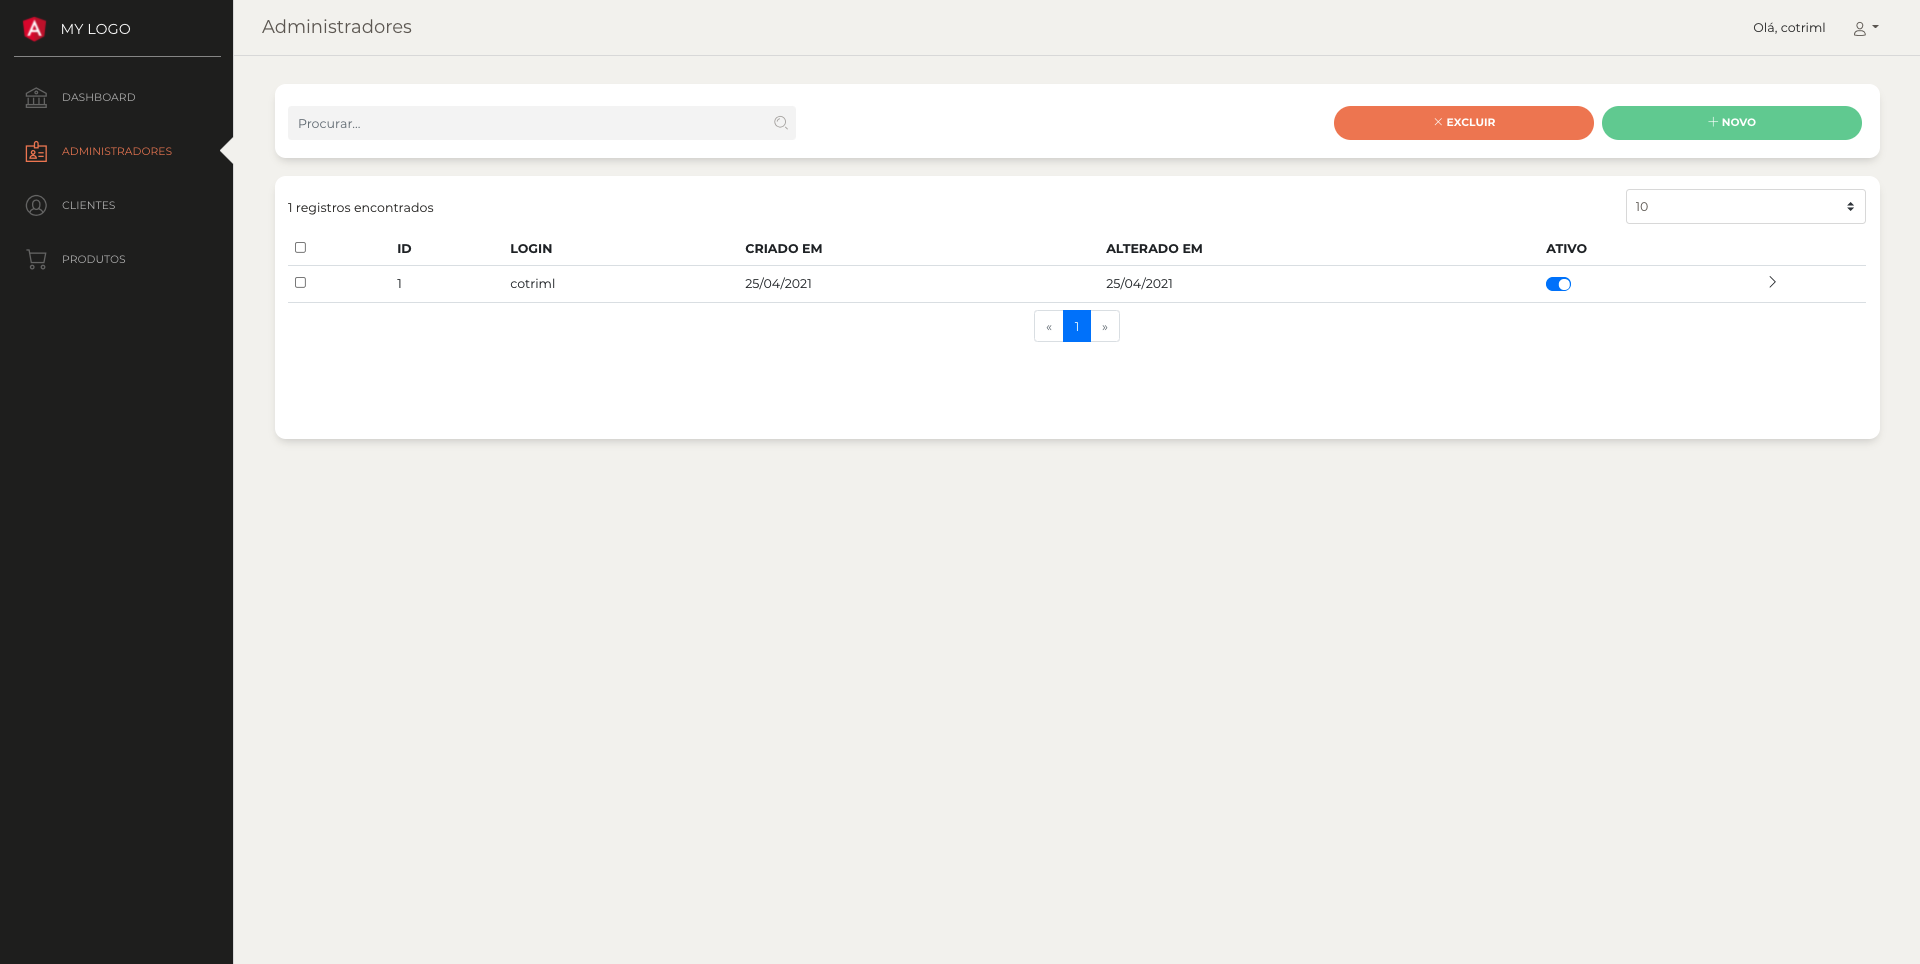 MY LOGO
DASHBOARD
ADMINISTRADORES
CLIENTES
PRODUTOS
Administradores
Olá, cotriml
Procurar...
EXCLUIR
NOVO
1 registros encontrados
10
ID LOGIN CRIADO EM ALTERADO EM ATIVO
1 cotriml 25/04/2021 25/04/2021
« 1 »